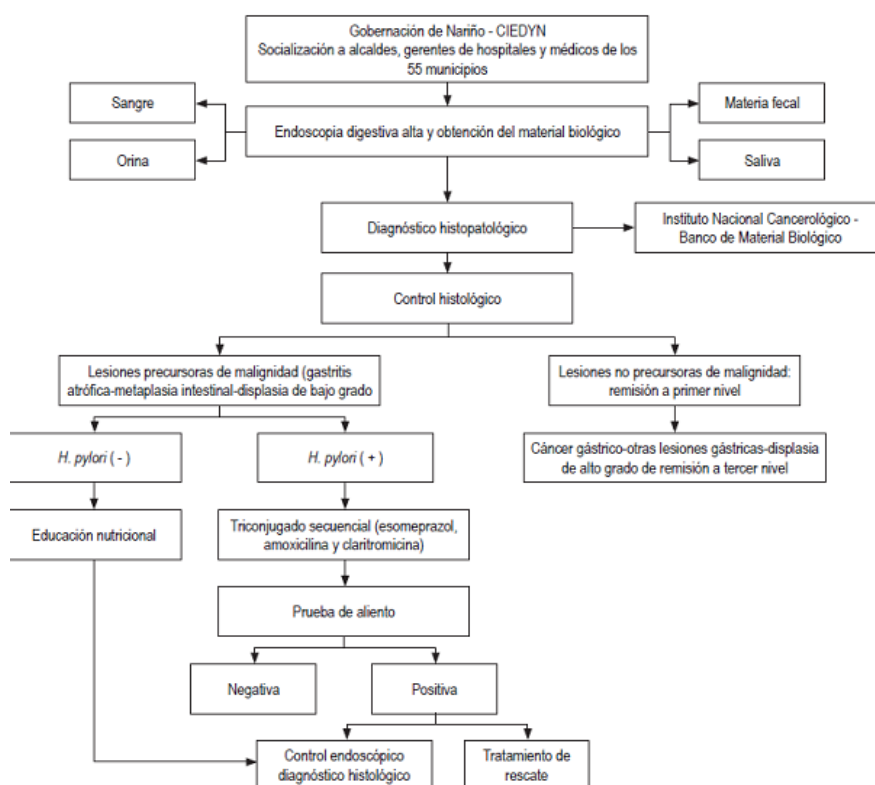 Gobernación de Nariño - CIEDYN
Socialización a alcaldes, gerentes de hospitales y médicos de los
55 municipios
Sangre
Materia fecal
Endoscopia digestiva alta y obtención del material biológico
Orina
Saliva
Diagnóstico histopatológico
Instituto Nacional Cancerológico -
Banco de Material Biológico
Control histológico
Lesiones precursoras de malignidad (gastritis
atrófica-metaplasia intestinal-displasia de bajo grado
Lesiones no precursoras de malignidad:
remisión a primer nivel
H. pylori ( - )
H. pylori ( + )
Cáncer gástrico-otras lesiones gástricas-displasia
de alto grado de remisión a tercer nivel
Educación nutricional
Triconjugado secuencial (esomeprazol,
amoxicilina y claritromicina)
Prueba de aliento
Negativa
Positiva
Control endoscópico
diagnóstico histológico
Tratamiento de
rescate